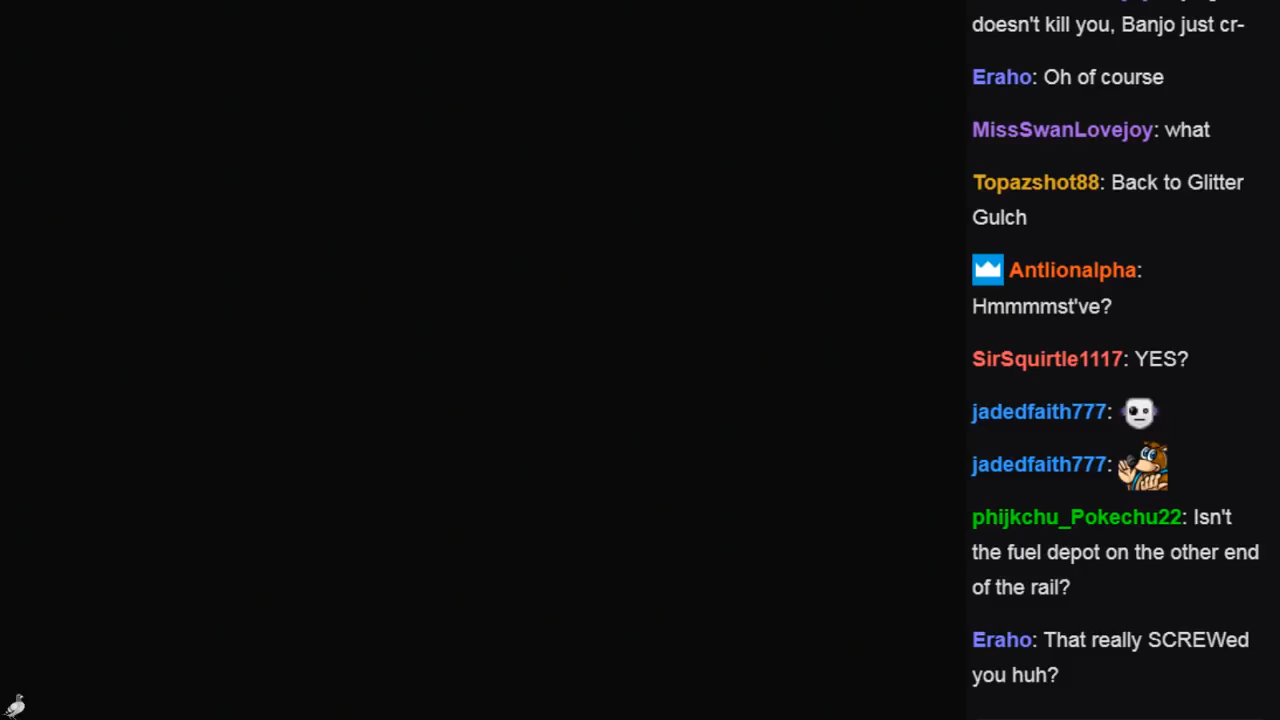 doesn't kill you, Banjo just cr-
Eraho: Oh of course
MissSwanLovejoy: what
Topazshot88: Back to Glitter
Gulch
Antlionalpha:
Hmmmmst've?
SirSquirtle1117: YES?
jadedfaith777:
jadedfaith777:
phijkchu_Pokechu22: Isn't
the fuel depot on the other end
of the rail?
Eraho: That really SCREWed
you huh?